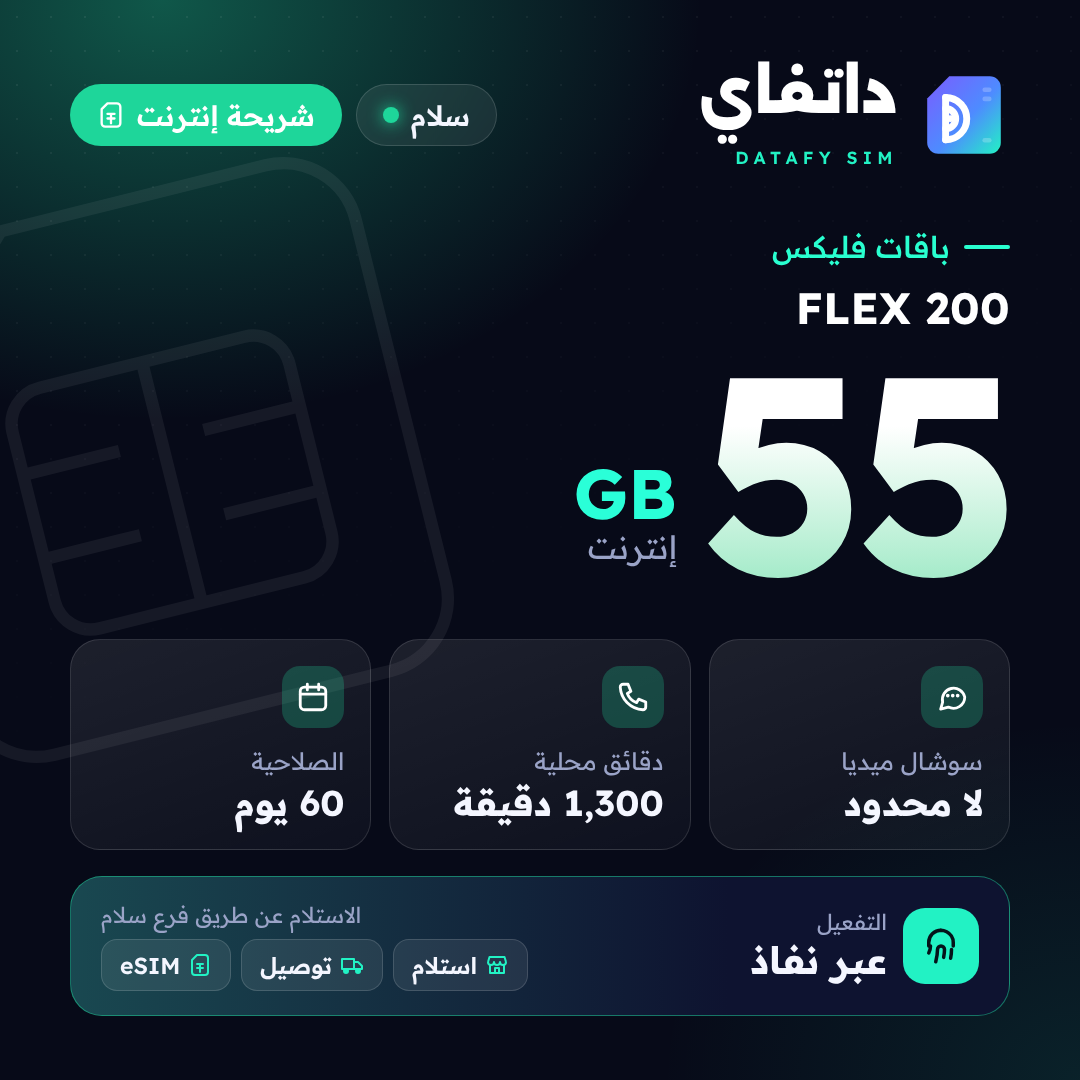 داتفاي
DATAFY SIM
سلام
شريحة إنترنت
باقات فليكس
FLEX 200
55
GB
إنترنت
سوشال ميديا
لا محدود
دقائق محلية
1,300 دقيقة
الصلاحية
60 يوم
التفعيل
عبر نفاذ
الاستلام عن طريق فرع سلام
استلام
توصيل
eSIM